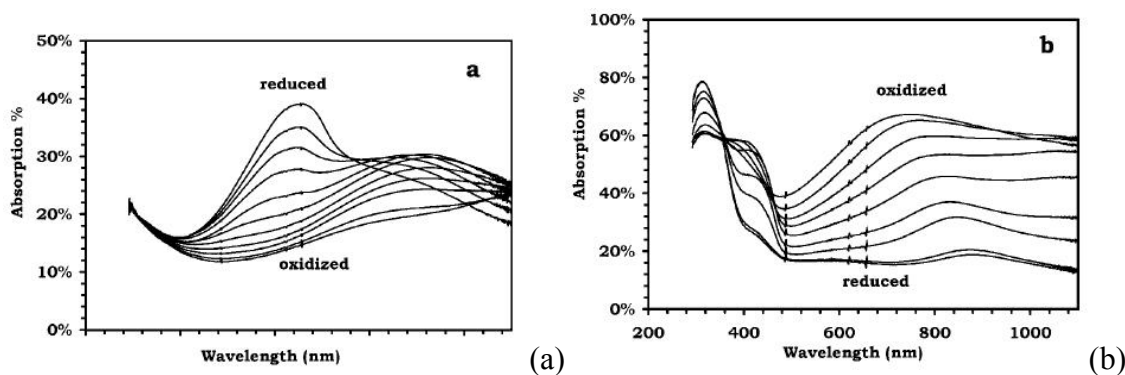 50%
40%
30%
20%
10%
0%
Absorption %
a
reduced
oxidized
Wavelength (nm)
(a)
100%
80%
60%
40%
20%
0%
Absorption %
b
oxidized
reduced
200 400 600 800 1000
Wavelength (nm)
(b)